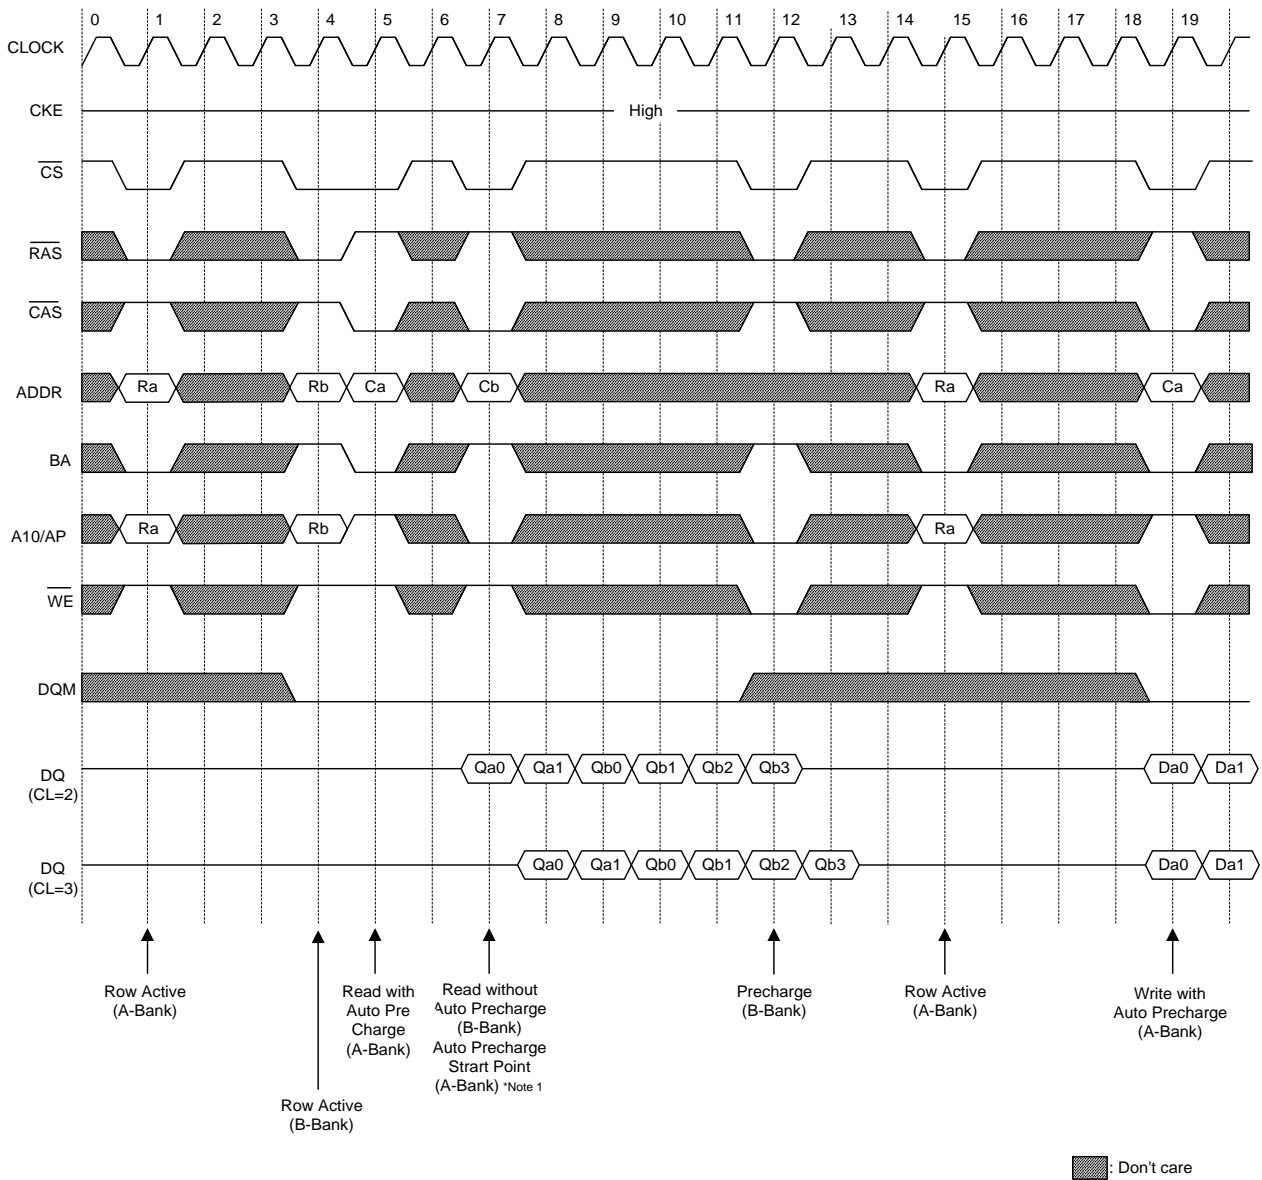 0 1 2 3 4 5 6 7 8 9 10 11 12 13 14 15 16 17 18 19
CLOCK
CKE High
CS
RAS
CAS
ADDR Ra Rb Ca Cb Ra Ca
BA
A10/AP Ra Rb Ra
WE
DQM
DQ
(CL=2)
Qa0 Qa1 Qb0 Qb1 Qb2 Qb3 Da0 Da1
DQ
(CL=3)
Qa0 Qa1 Qb0 Qb1 Qb2 Qb3 Da0 Da1
Row Active
(A-Bank)
Row Active
(B-Bank)
Read with
Auto Pre
Charge
(A-Bank)
Read without
Auto Precharge
(B-Bank)
Auto Precharge
Strart Point
(A-Bank) *Note 1
Precharge
(B-Bank)
Row Active
(A-Bank)
Write with
Auto Precharge
(A-Bank)
: Don't care